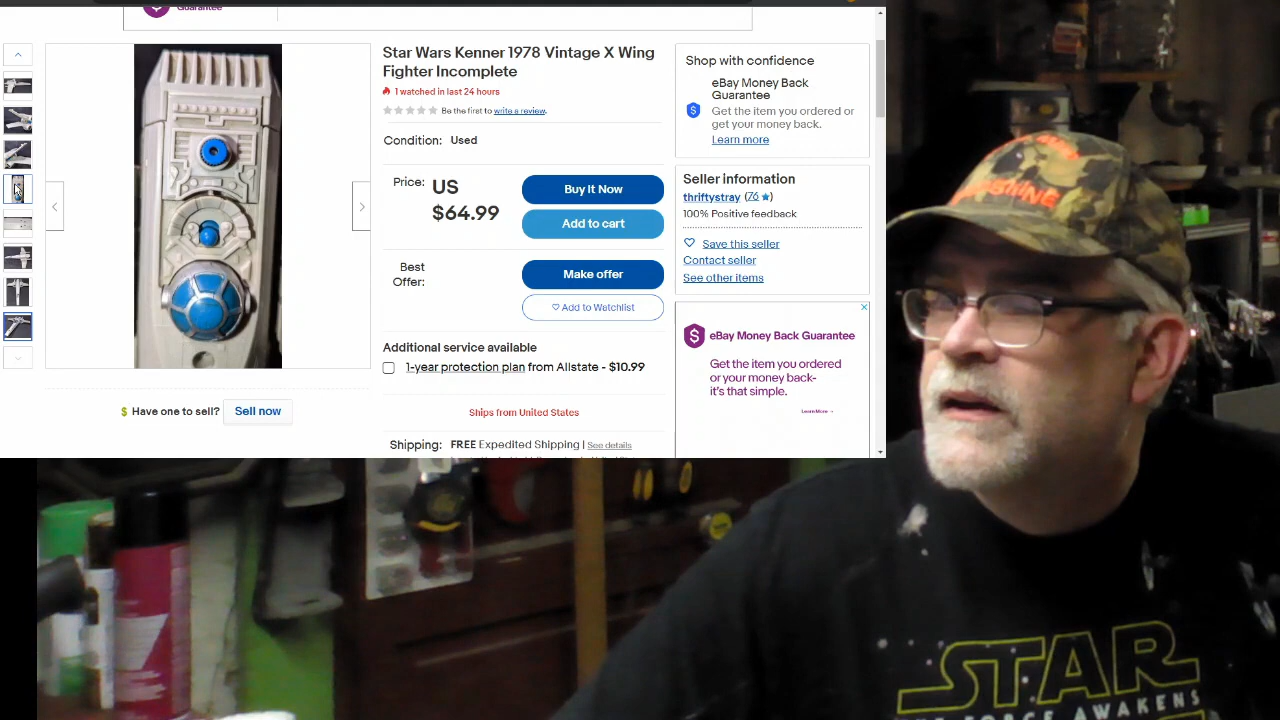 Guarantee
Star Wars Kenner 1978 Vintage X Wing
Fighter Incomplete
1 watched in last 24 hours
Be the first to write a review.
Condition: Used
Price: US
$64.99
Buy It Now
Add to cart
Best
Offer:
Make offer
Add to Watchlist
Additional service available
1-year protection plan from Allstate - $10.99
Ships from United States
Shipping: FREE Expedited Shipping | See details
$ Have one to sell? Sell now
Shop with confidence
eBay Money Back
Guarantee
Get the item you ordered or
get your money back.
Learn more
Seller information
thriftystray (76)
100% Positive feedback
Save this seller
Contact seller
See other items
eBay Money Back Guarantee
Get the item you ordered
or your money back-
it's that simple.
Learn More →
STAR
FORCE AWAKENS